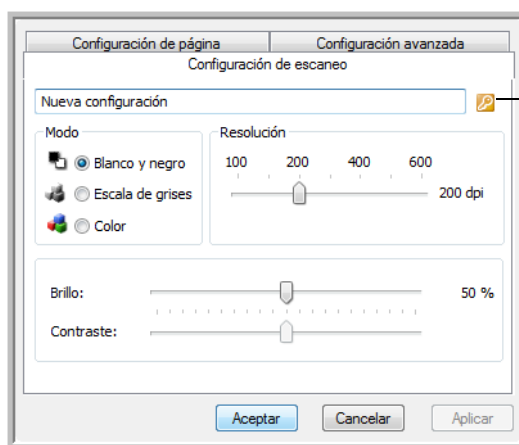 Configuración de página
Configuración avanzada
Configuración de escaneo
Nueva configuración
Modo
Blanco y negro
Escala de grises
Color
Resolución
100 200 400 600
200 dpi
Brillo:
50 %
Contraste:
Aceptar
Cancelar
Aplicar